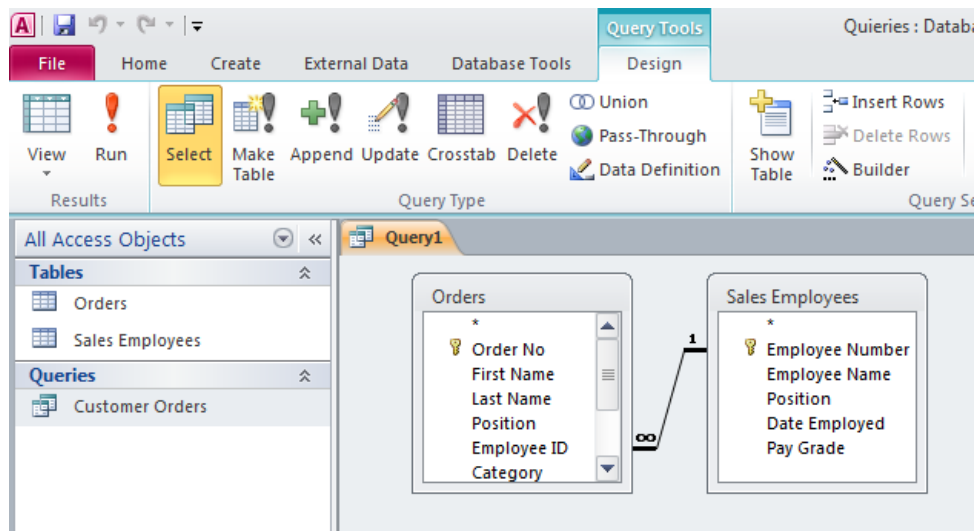 A
Query Tools
Quieries : Databa
File Home Create External Data Database Tools Design
View
Run
Select
Make
Table
Append
Update
Crosstab
Delete
Union
Pass-Through
Data Definition
Show
Table
Insert Rows
Delete Rows
Builder
Results
Query Type
Query Se
All Access Objects
Tables
Orders
Sales Employees
Queries
Customer Orders
Query1
Orders
*
Order No
First Name
Last Name
Position
Employee ID
Category
∞
1
Sales Employees
*
Employee Number
Employee Name
Position
Date Employed
Pay Grade